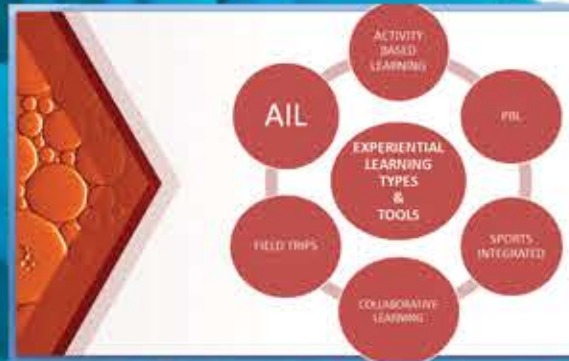 ACTIVITY
BASED
LEARNING
AIL
PBL
EXPERIENTIAL
LEARNING
TYPES
&
TOOLS
FIELD TRIPS
SPORTS
INTEGRATED
COLLABORATIVE
LEARNING